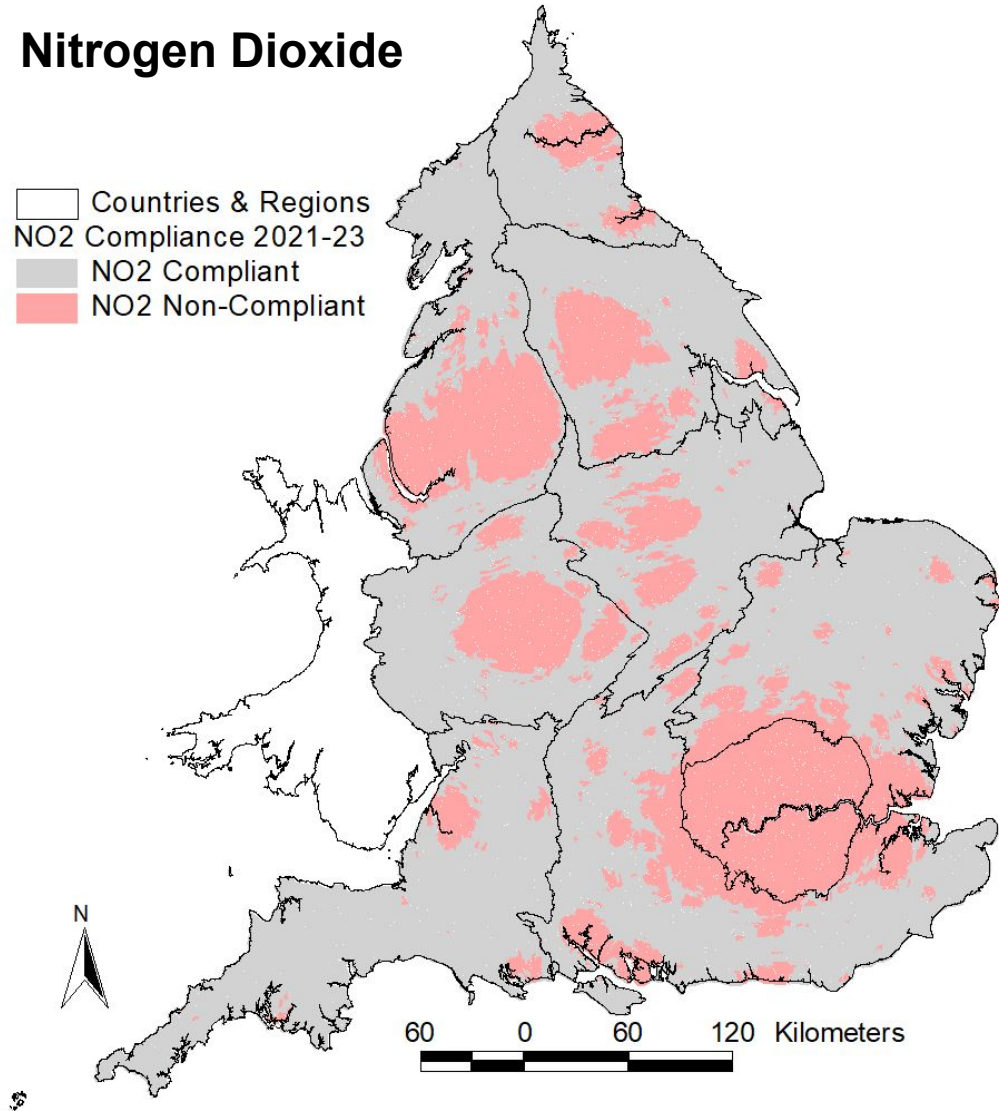 Nitrogen Dioxide
Countries & Regions
NO2 Compliance 2021-23
NO2 Compliant
NO2 Non-Compliant
N
60 0 60 120 Kilometers